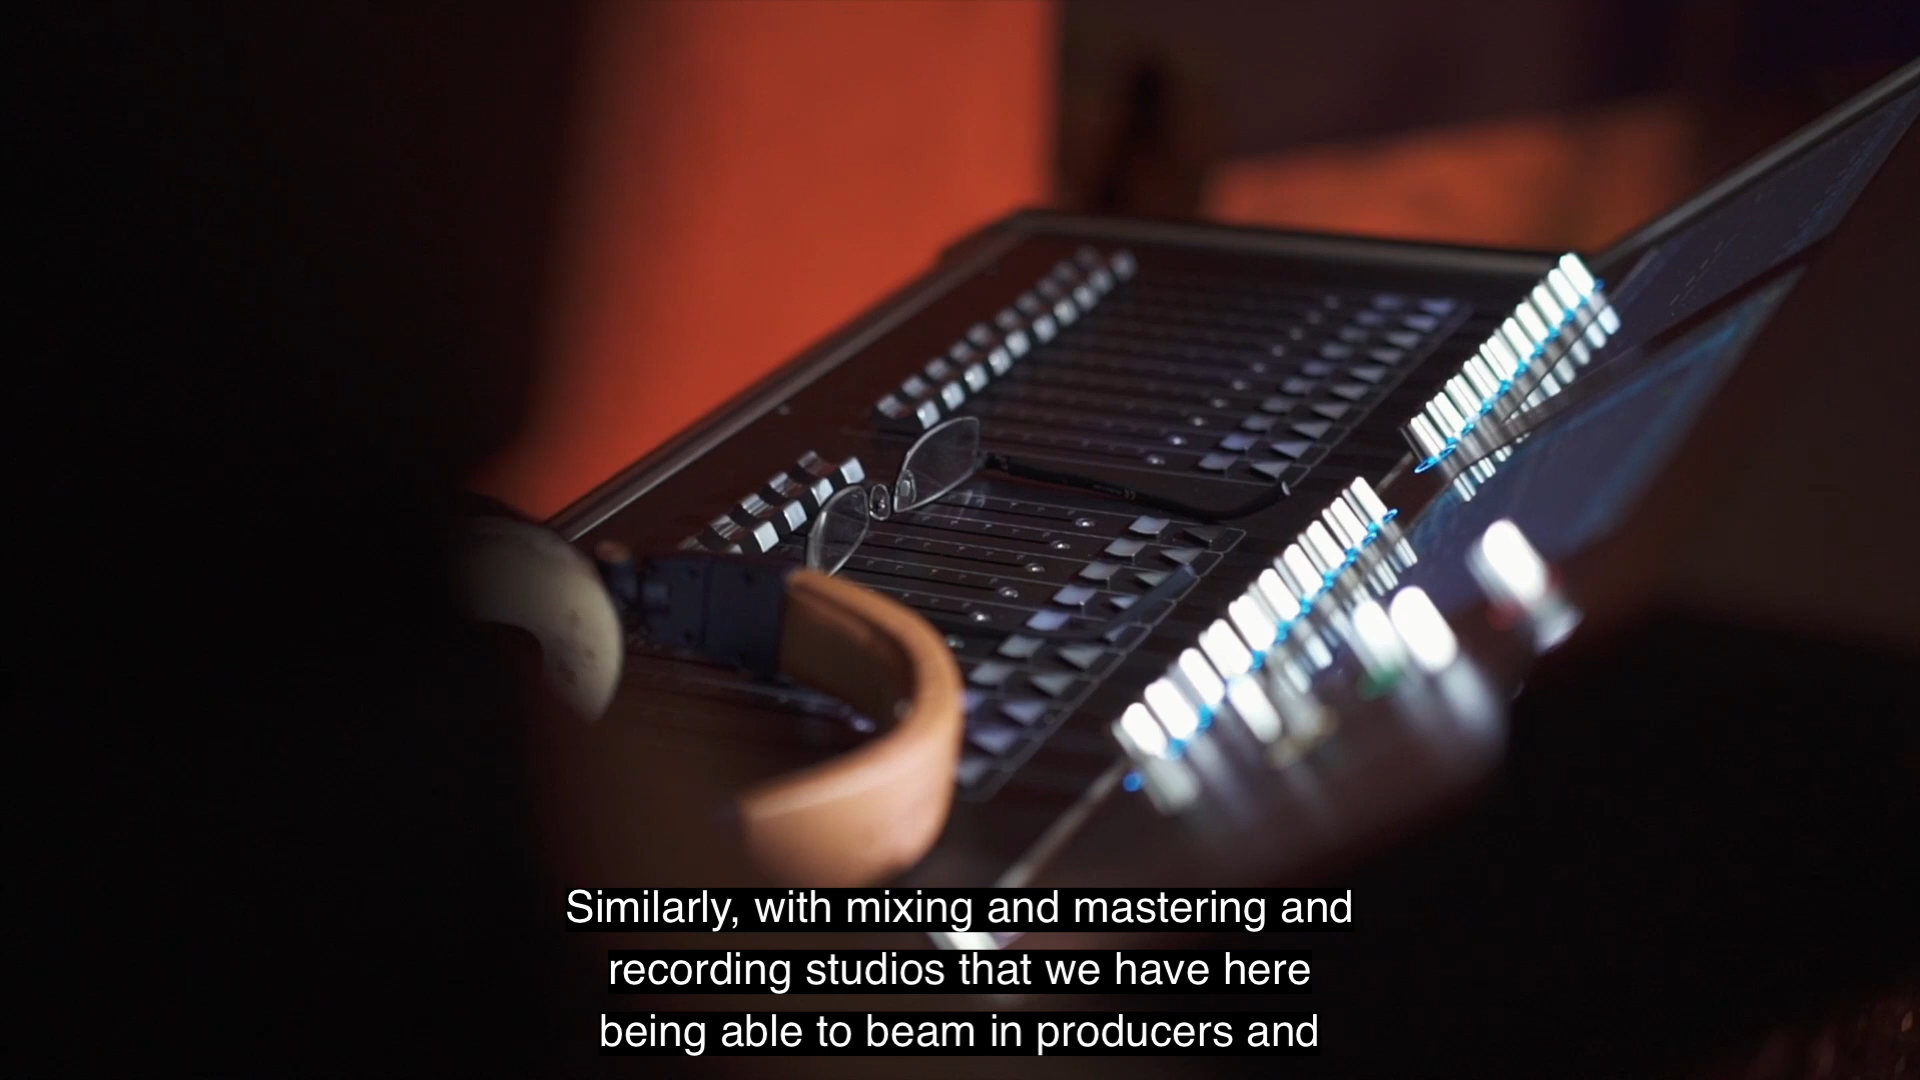 Similarly, with mixing and mastering and
recording studios that we have here
being able to beam in producers and